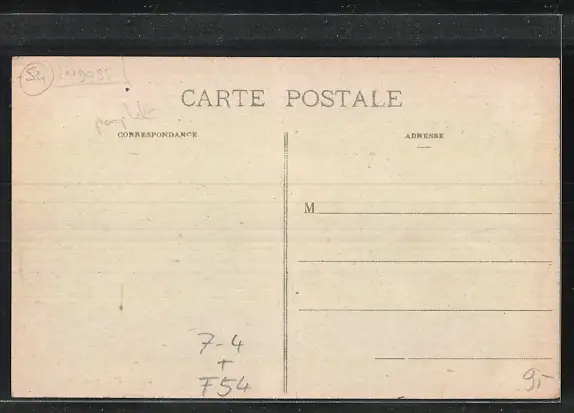 54
CARTE POSTALE
CORRESPONDANCE
ADRESSE
M
7-4
+
F54
95-